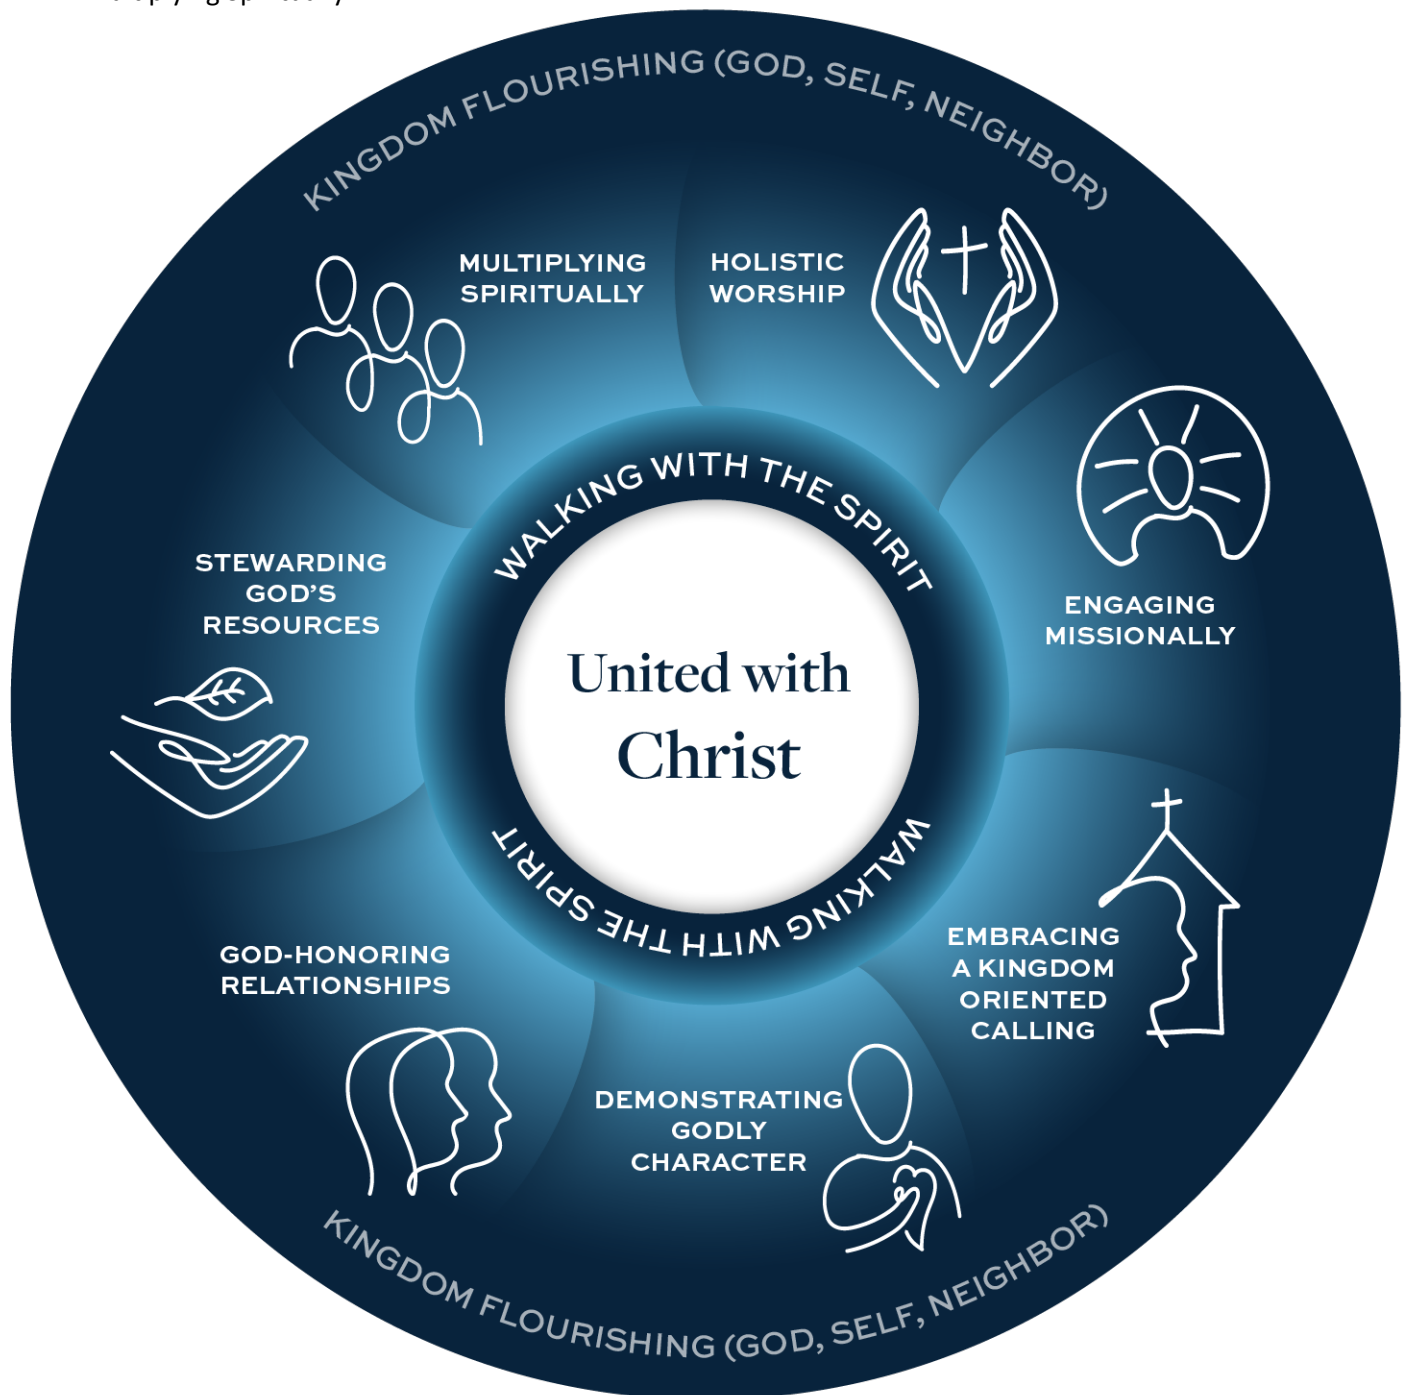 KINGDOM FLOURISHING (GOD, SELF, NEIGHBOR)
MULTIPLYING
SPIRITUALLY
HOLISTIC
WORSHIP
ENGAGING
MISSIONALLY
EMBRACING
A KINGDOM
ORIENTED
CALLING
DEMONSTRATING
GODLY
CHARACTER
GOD-HONORING
RELATIONSHIPS
STEWARDING
GOD'S
RESOURCES
WALKING WITH THE SPIRIT
United with
Christ
WALKING WITH THE SPIRIT
KINGDOM FLOURISHING (GOD, SELF, NEIGHBOR)